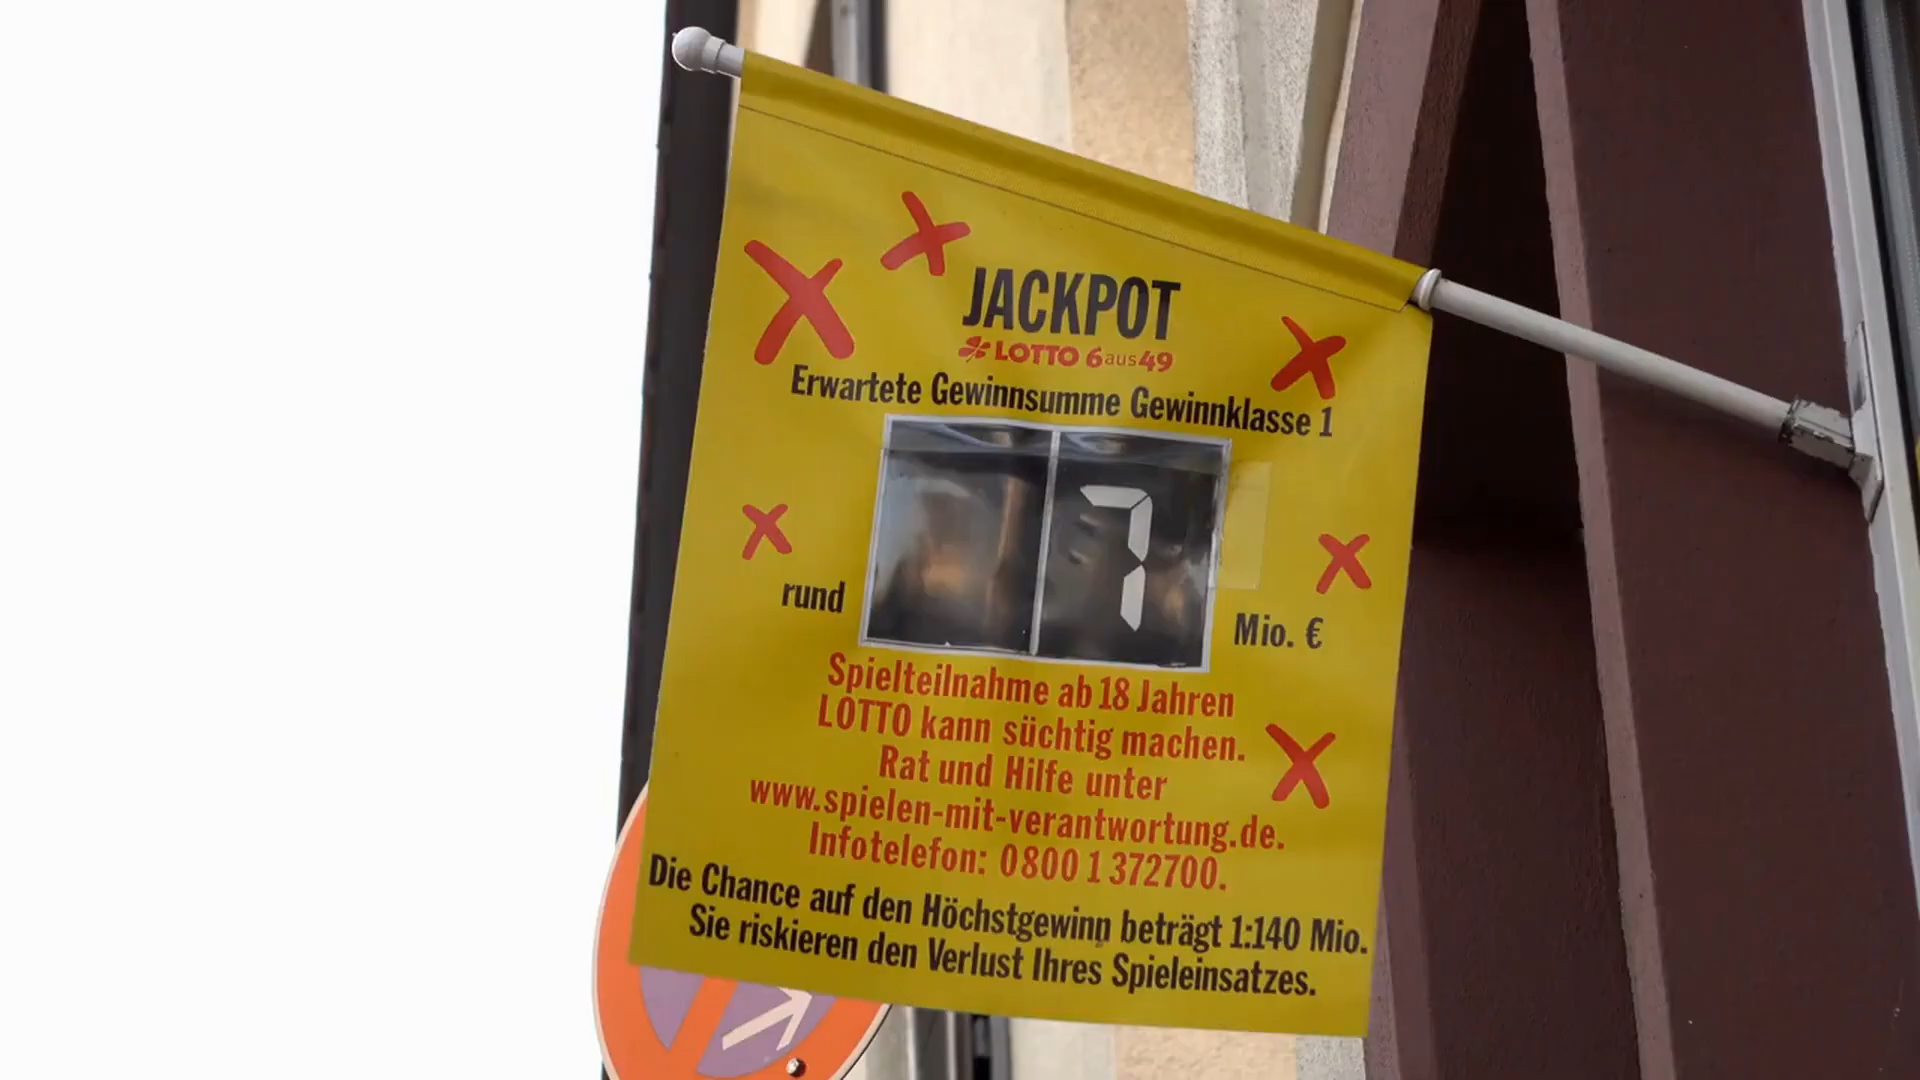 JACKPOT
LOTTO 6aus49
Erwartete Gewinnsumme Gewinnklasse 1
7
rund Mio. €
Spielteilnahme ab 18 Jahren
LOTTO kann süchtig machen.
Rat und Hilfe unter
www.spielen-mit-verantwortung.de.
Infotelefon: 0800 1 372700.
Die Chance auf den Höchstgewinn beträgt 1:140 Mio.
Sie riskieren den Verlust Ihres Spieleinsatzes.